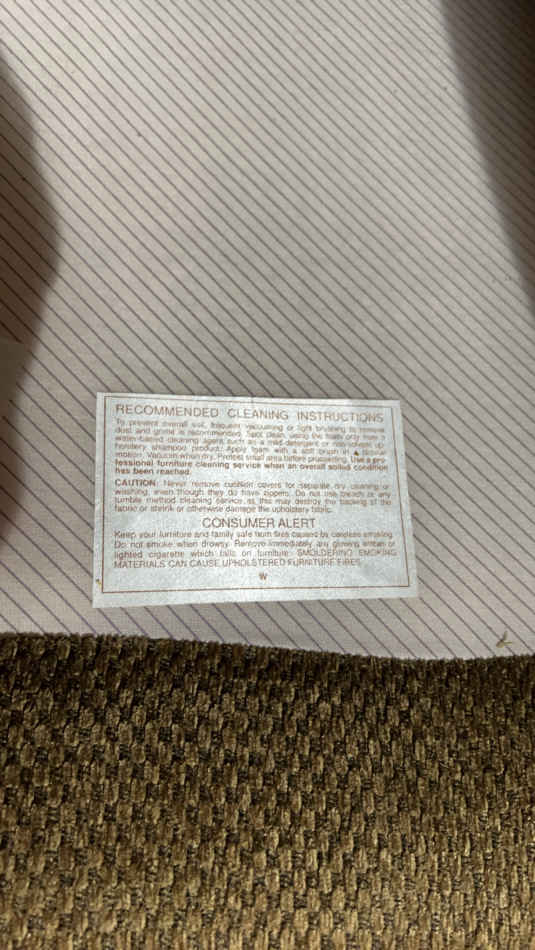 RECOMMENDED CLEANING INSTRUCTIONS
To prevent overall soil, frequent vacuuming or light brushing to remove
dust and grime is recommended. Spot clean, using the foam only from a
water-based cleaning agent, such as a mild detergent or non-solvent up-
holstery shampoo product. Apply foam with a soft brush in a circular
motion. Vacuum when dry. Pretest small area before proceeding. Use a pro-
fessional furniture cleaning service when an overall soiled condition
has been reached.
CAUTION: Never remove cushion covers for separate dry cleaning or
washing, even though they do have zippers. Do not use bleach or any
tumble method cleaning service as this may destroy the backing of the
fabric or shrink or otherwise damage the upholstery fabric.
CONSUMER ALERT
Keep your furniture and family safe from fires caused by careless smoking.
Do not smoke when drowsy. Remove immediately any glowing ember or
lighted cigarette which falls on furniture. SMOLDERING SMOKING
MATERIALS CAN CAUSE UPHOLSTERED FURNITURE FIRES.
W